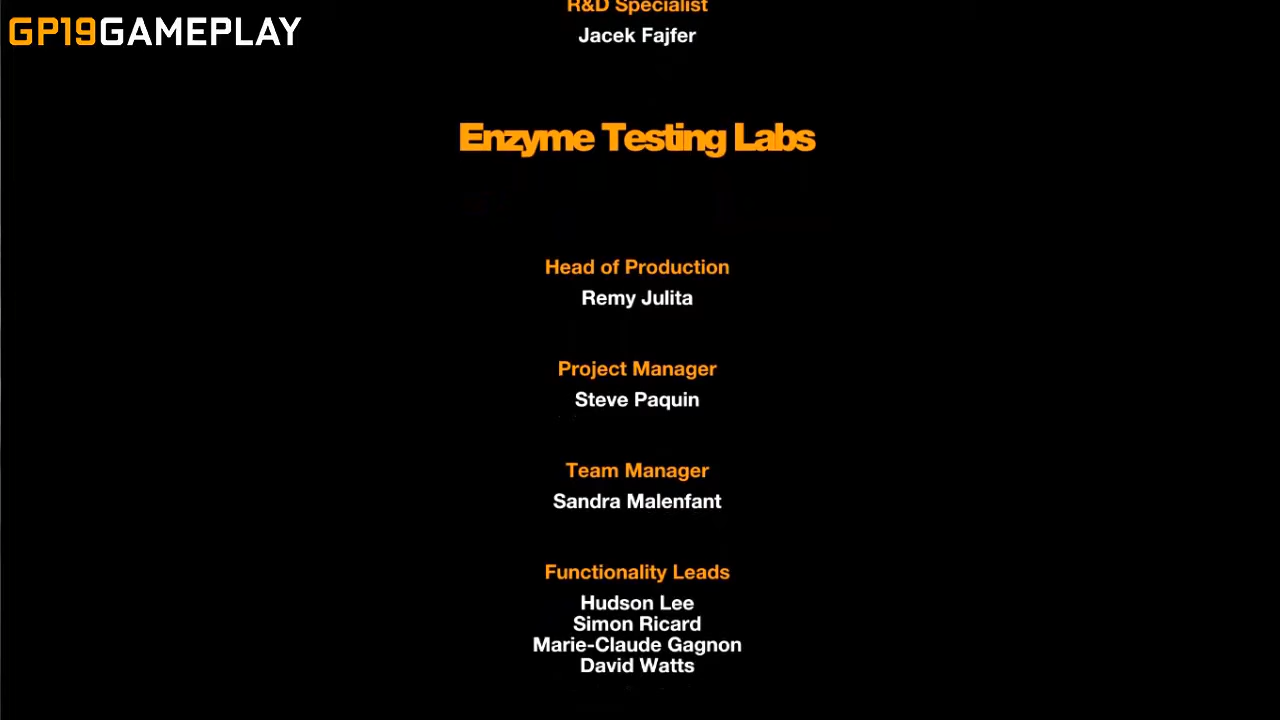 R&D Specialist
GP19GAMEPLAY
Jacek Fajfer
Enzyme Testing Labs
Head of Production
Remy Julita
Project Manager
Steve Paquin
Team Manager
Sandra Malenfant
Functionality Leads
Hudson Lee
Simon Ricard
Marie-Claude Gagnon
David Watts